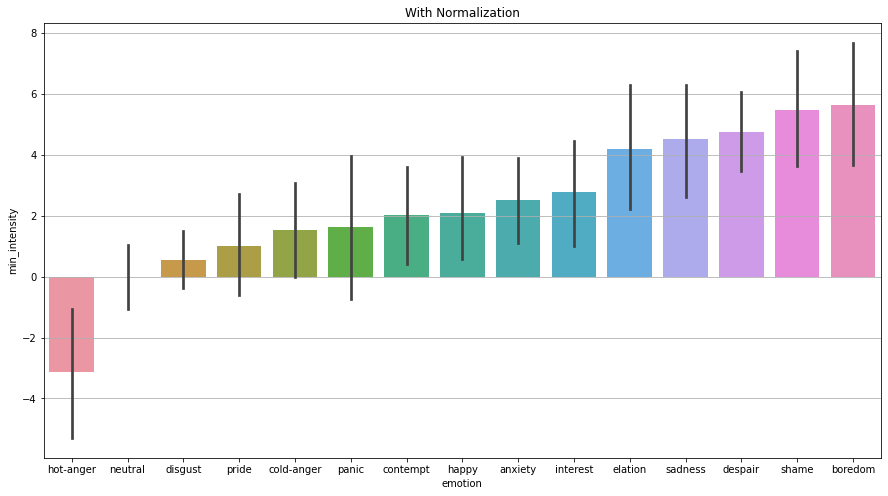 With Normalization
8
6
4
2
0
−2
−4
min_intensity
hot-anger neutral disgust pride cold-anger panic contempt happy anxiety interest elation sadness despair shame boredom
emotion